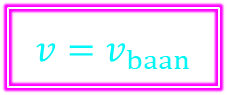 v = v_baan